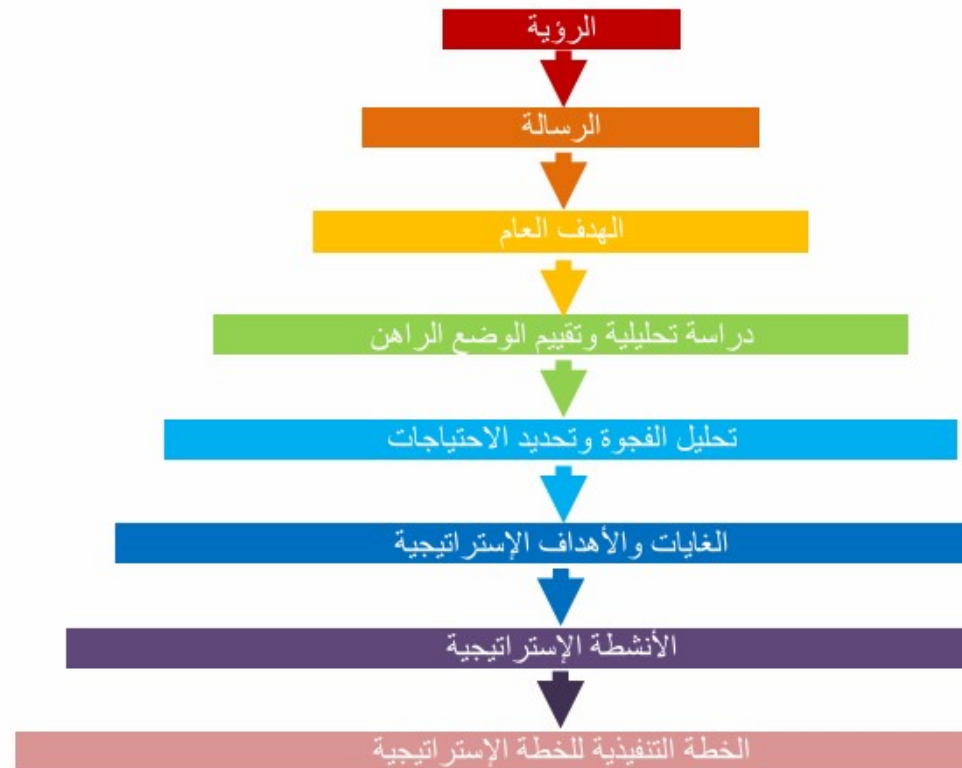 الرؤية
الرسالة
الهدف العام
دراسة تحليلية وتقييم الوضع الراهن
تحليل الفجوة وتحديد الاحتياجات
الغايات والأهداف الإستراتيجية
الأنشطة الإستراتيجية
الخطة التنفيذية للخطة الإستراتيجية